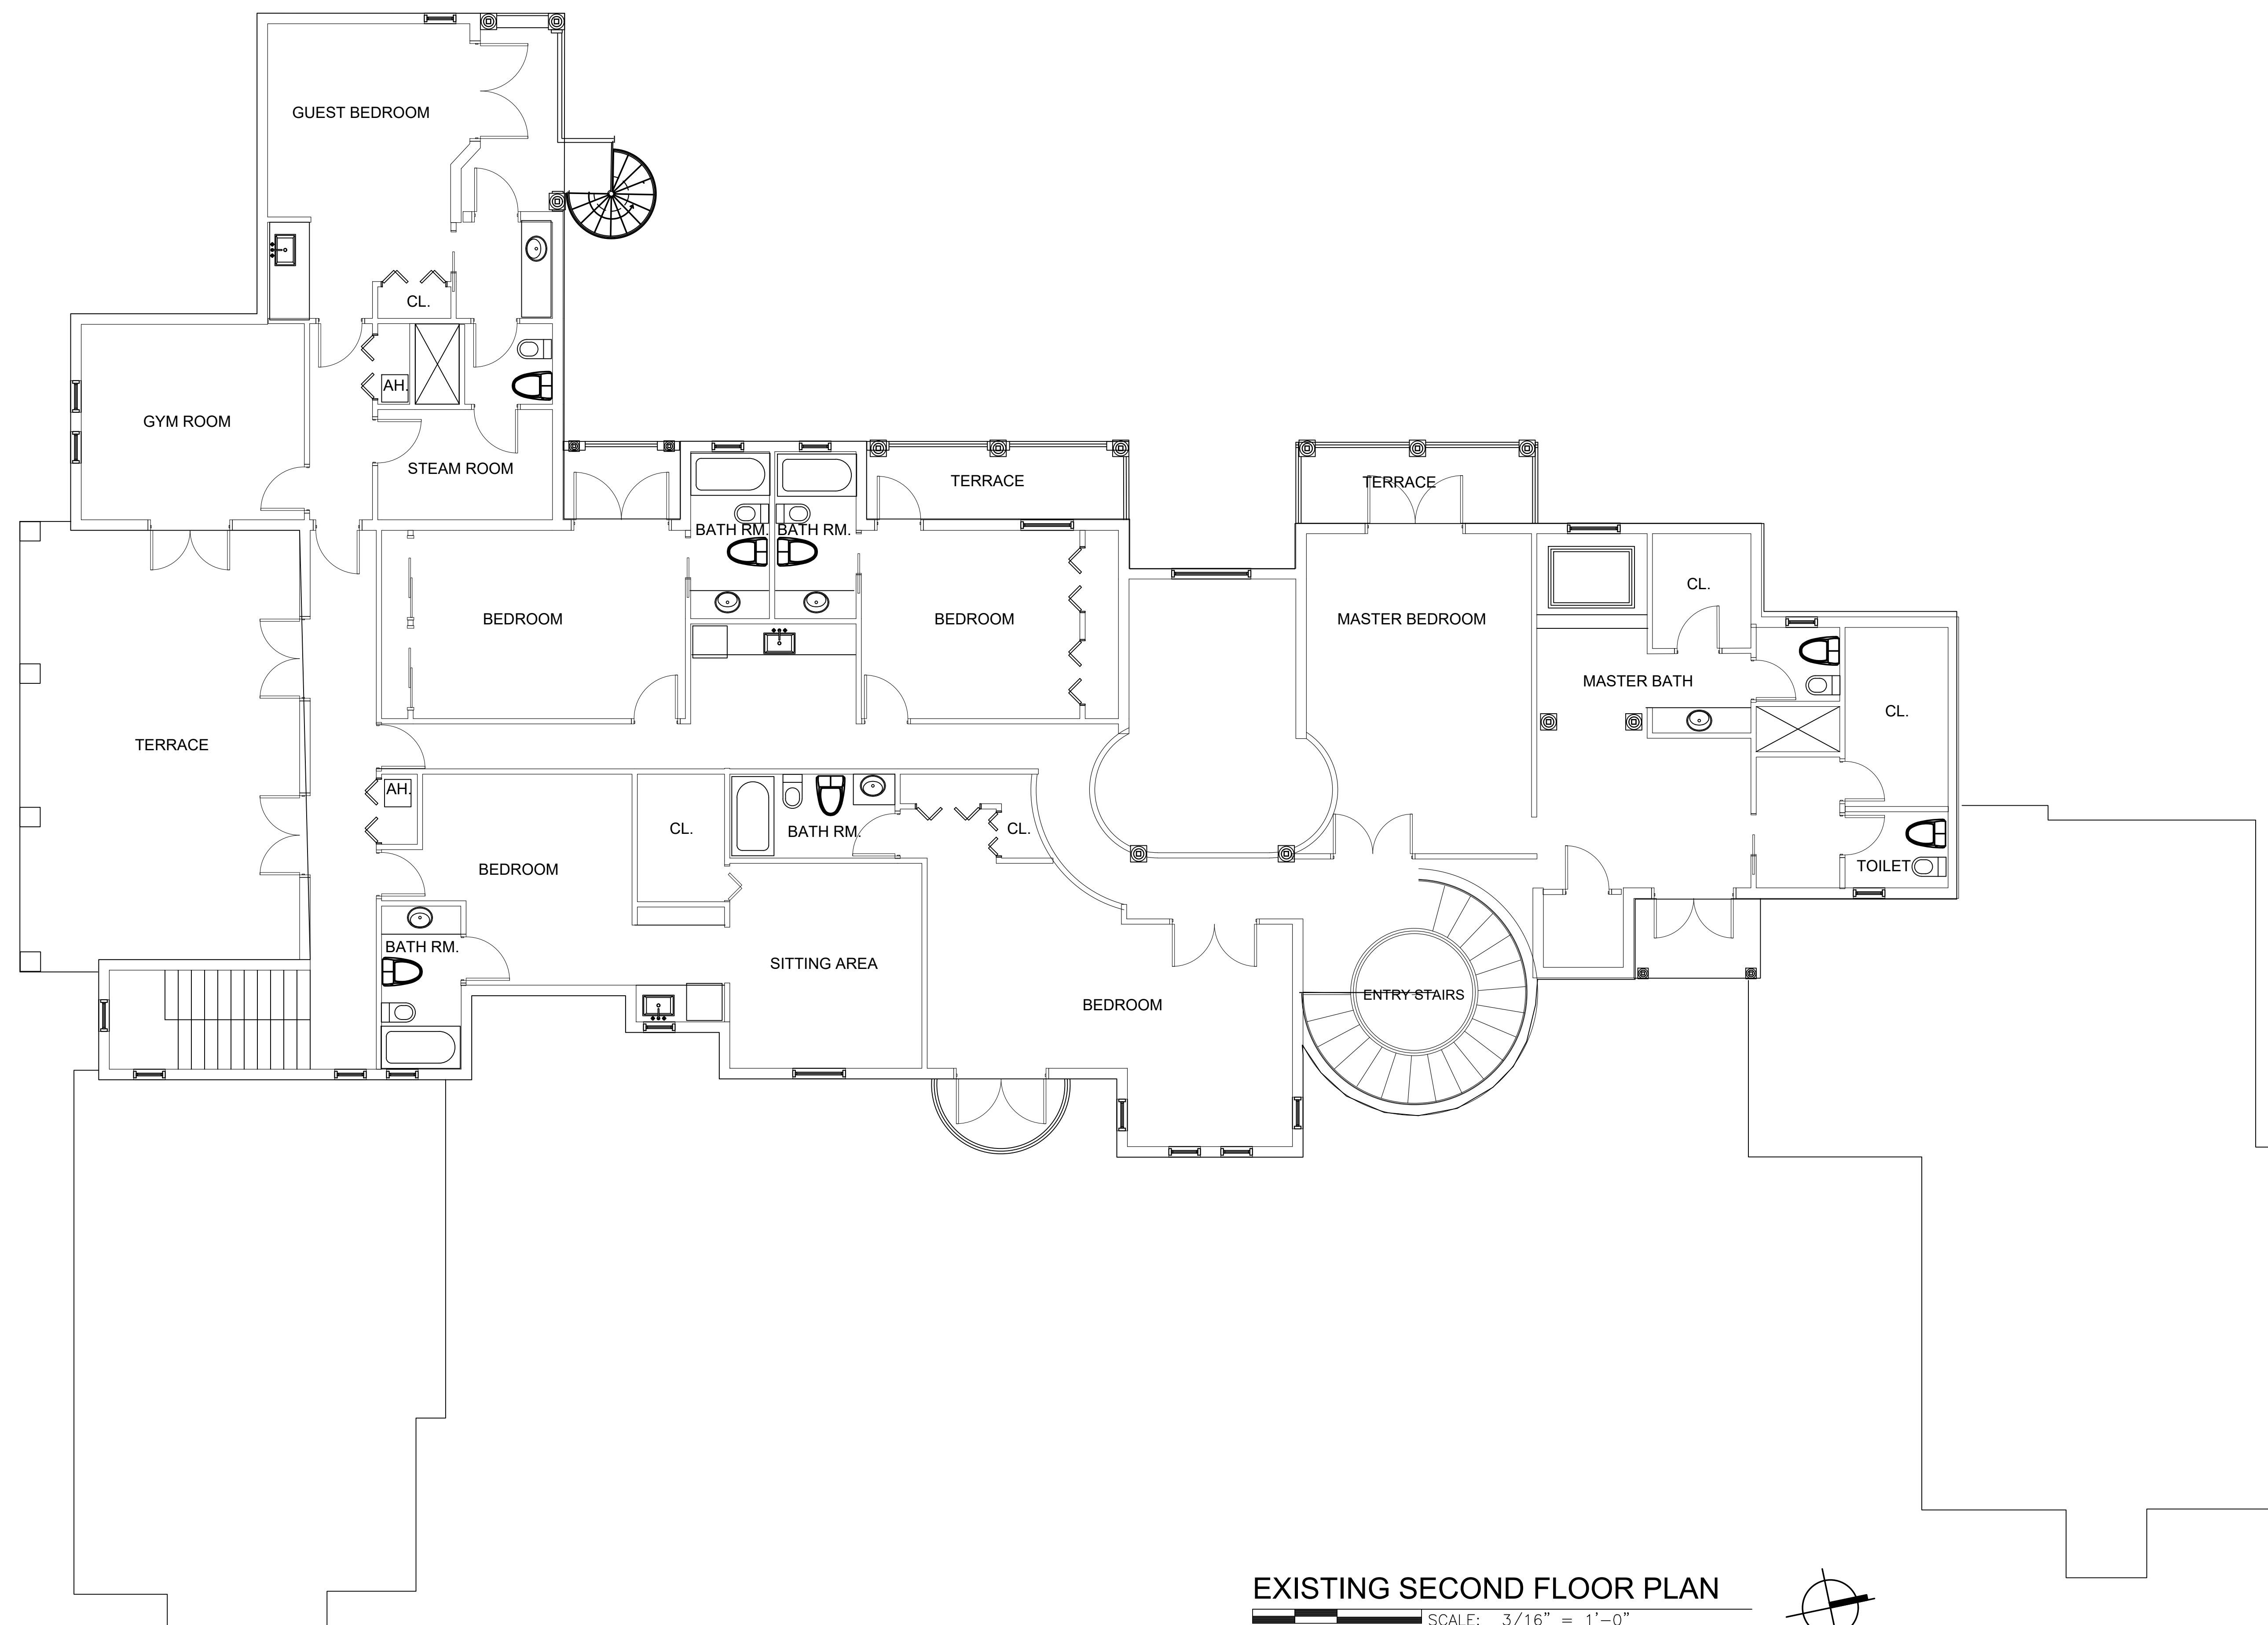 GUEST BEDROOM
CL.
AH.
GYM ROOM
STEAM ROOM
TERRACE
TERRACE
BATH RM.
BATH RM.
CL.
BEDROOM
BEDROOM
MASTER BEDROOM
MASTER BATH
CL.
TERRACE
AH.
CL.
BATH RM.
CL.
BEDROOM
TOILET
BATH RM.
SITTING AREA
ENTRY STAIRS
BEDROOM
EXISTING SECOND FLOOR PLAN
SCALE: 3/16" = 1'-0"